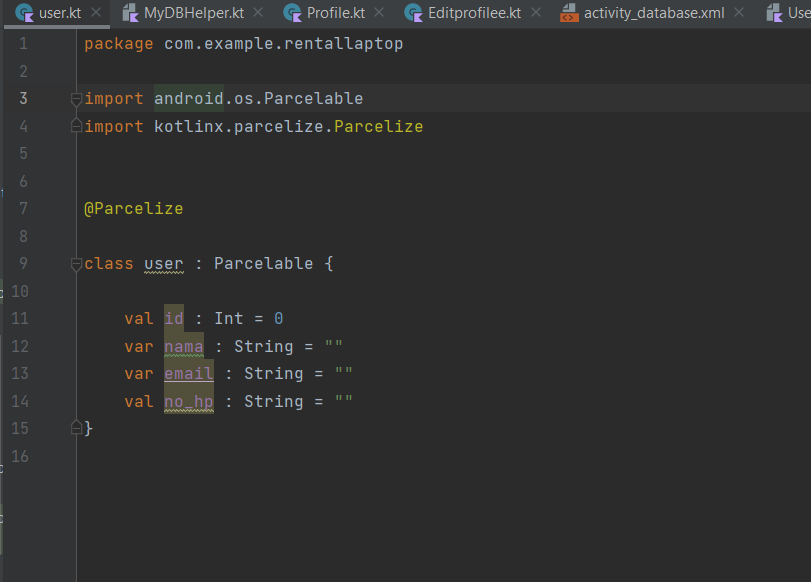 user.kt MyDBHelper.kt Profile.kt Editprofilee.kt activity_database.xml Use
1 package com.example.rentallaptop
2
3 import android.os.Parcelable
4 import kotlinx.parcelize.Parcelize
5
6
7 @Parcelize
8
9 class user : Parcelable {
10
11 val id : Int = 0
12 var nama : String = ""
13 var email : String = ""
14 val no_hp : String = ""
15 }
16